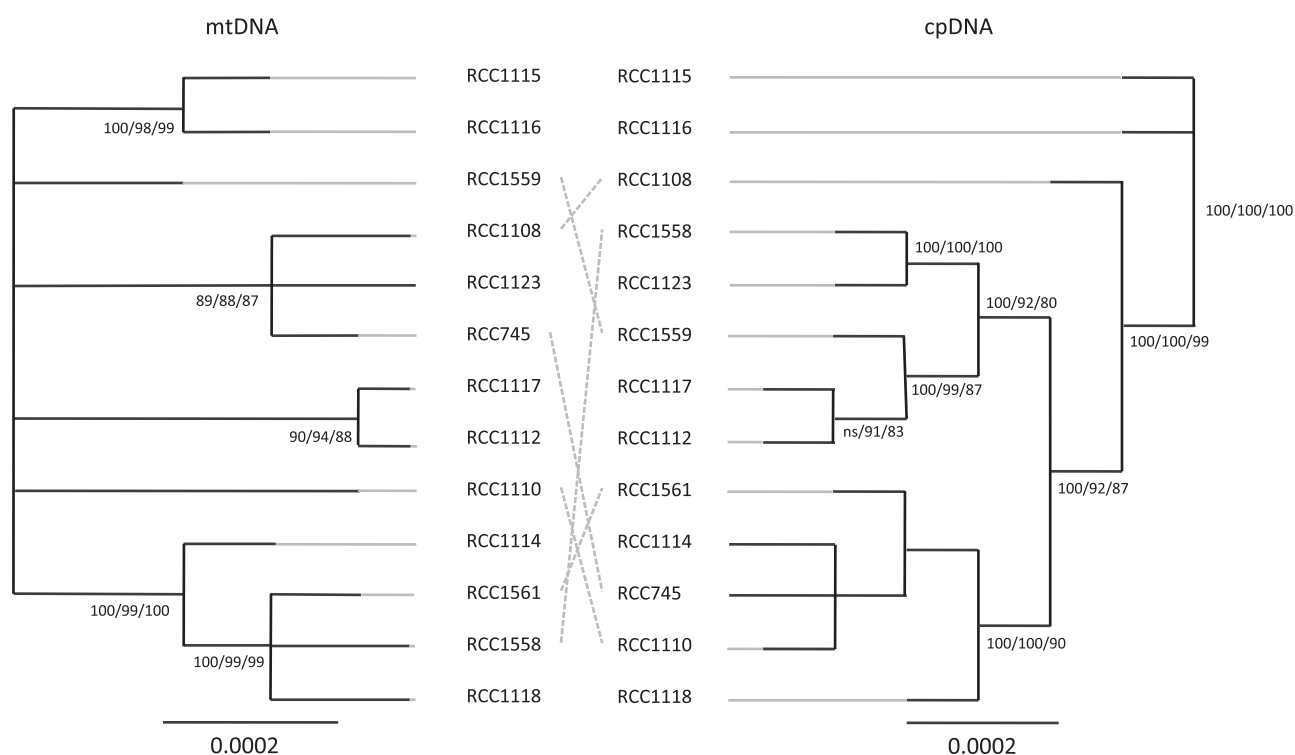 mtDNA cpDNA
RCC1115 RCC1115
100/98/99 RCC1116 RCC1116
RCC1559 RCC1108
100/100/100
RCC1108 RCC1558
100/100/100
RCC1123 RCC1123
89/88/87 100/92/80
RCC745 RCC1559
100/100/99
RCC1117 RCC1117
100/99/87
90/94/88 RCC1112 ns/91/83 RCC1112
RCC1110 RCC1561
100/92/87
RCC1114 RCC1114
RCC1561 RCC745
100/99/100
RCC1558 RCC1110
100/100/90
100/99/99
RCC1118 RCC1118
0.0002 0.0002